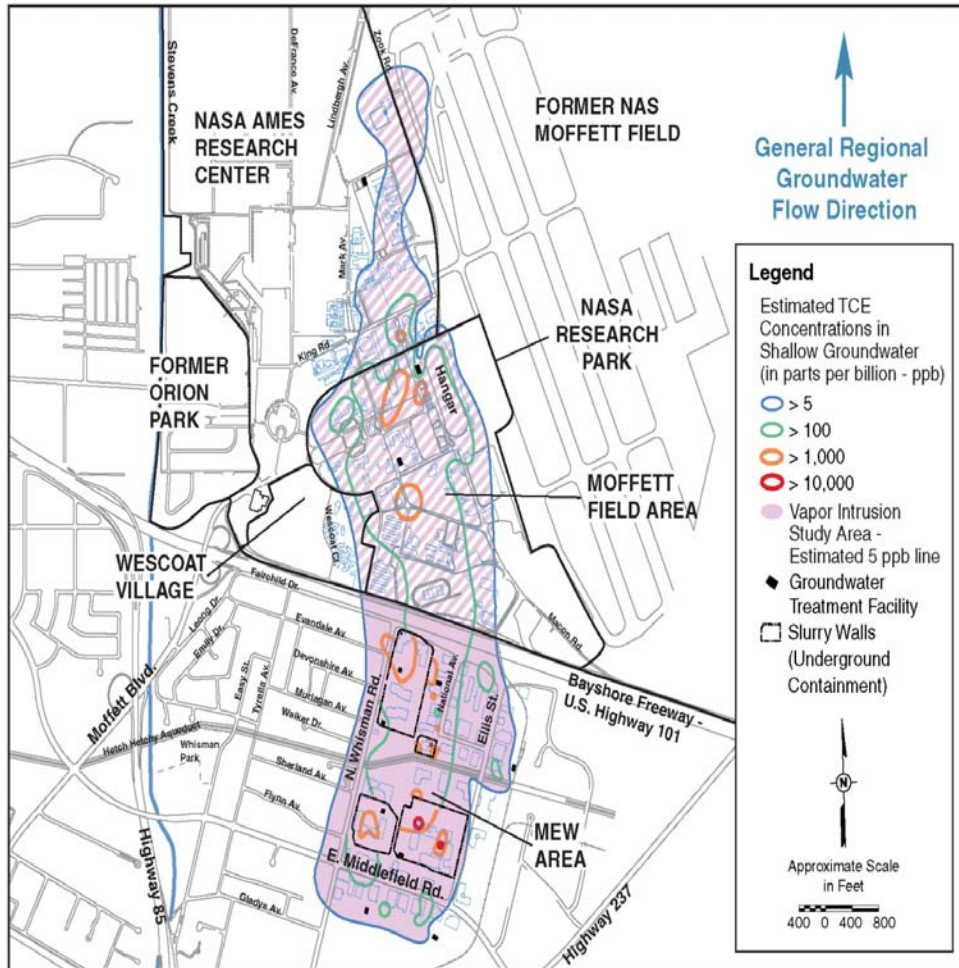 Stevens Creek
DeFrance Av.
Lindbergh Av.
Zook Rd.
NASA AMES
RESEARCH
CENTER
FORMER NAS
MOFFETT FIELD
General Regional
Groundwater
Flow Direction
Mark Av.
King Rd
NASA
RESEARCH
PARK
FORMER
ORION
PARK
Hangar
MOFFETT
FIELD AREA
WESCOAT
VILLAGE
Wescoat Ct.
Fairchild Dr.
Macon Rd.
Leong Dr.
Emily Dr.
Evandale Av.
Devonshire Av.
Easy St.
Tyrella Av.
Walker Dr.
Moffett Blvd.
Hetch Hetchy Aqueduct
Whisman
Park
Sherland Av.
Flynn Av.
N. Whisman Rd.
National Av.
Ellis St.
Bayshore Freeway -
U.S. Highway 101
MEW
AREA
E. Middlefield Rd.
Gladys Av.
Highway 85
Highway 237
Legend
Estimated TCE
Concentrations in
Shallow Groundwater
(in parts per billion - ppb)
> 5
> 100
> 1,000
> 10,000
Vapor Intrusion
Study Area -
Estimated 5 ppb line
Groundwater
Treatment Facility
Slurry Walls
(Underground
Containment)
N
Approximate Scale
in Feet
400 0 400 800